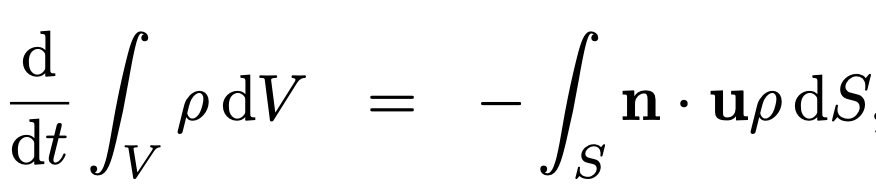 d/dt ∫_V ρ dV = − ∫_S 𝐧 · 𝐮ρ dS,